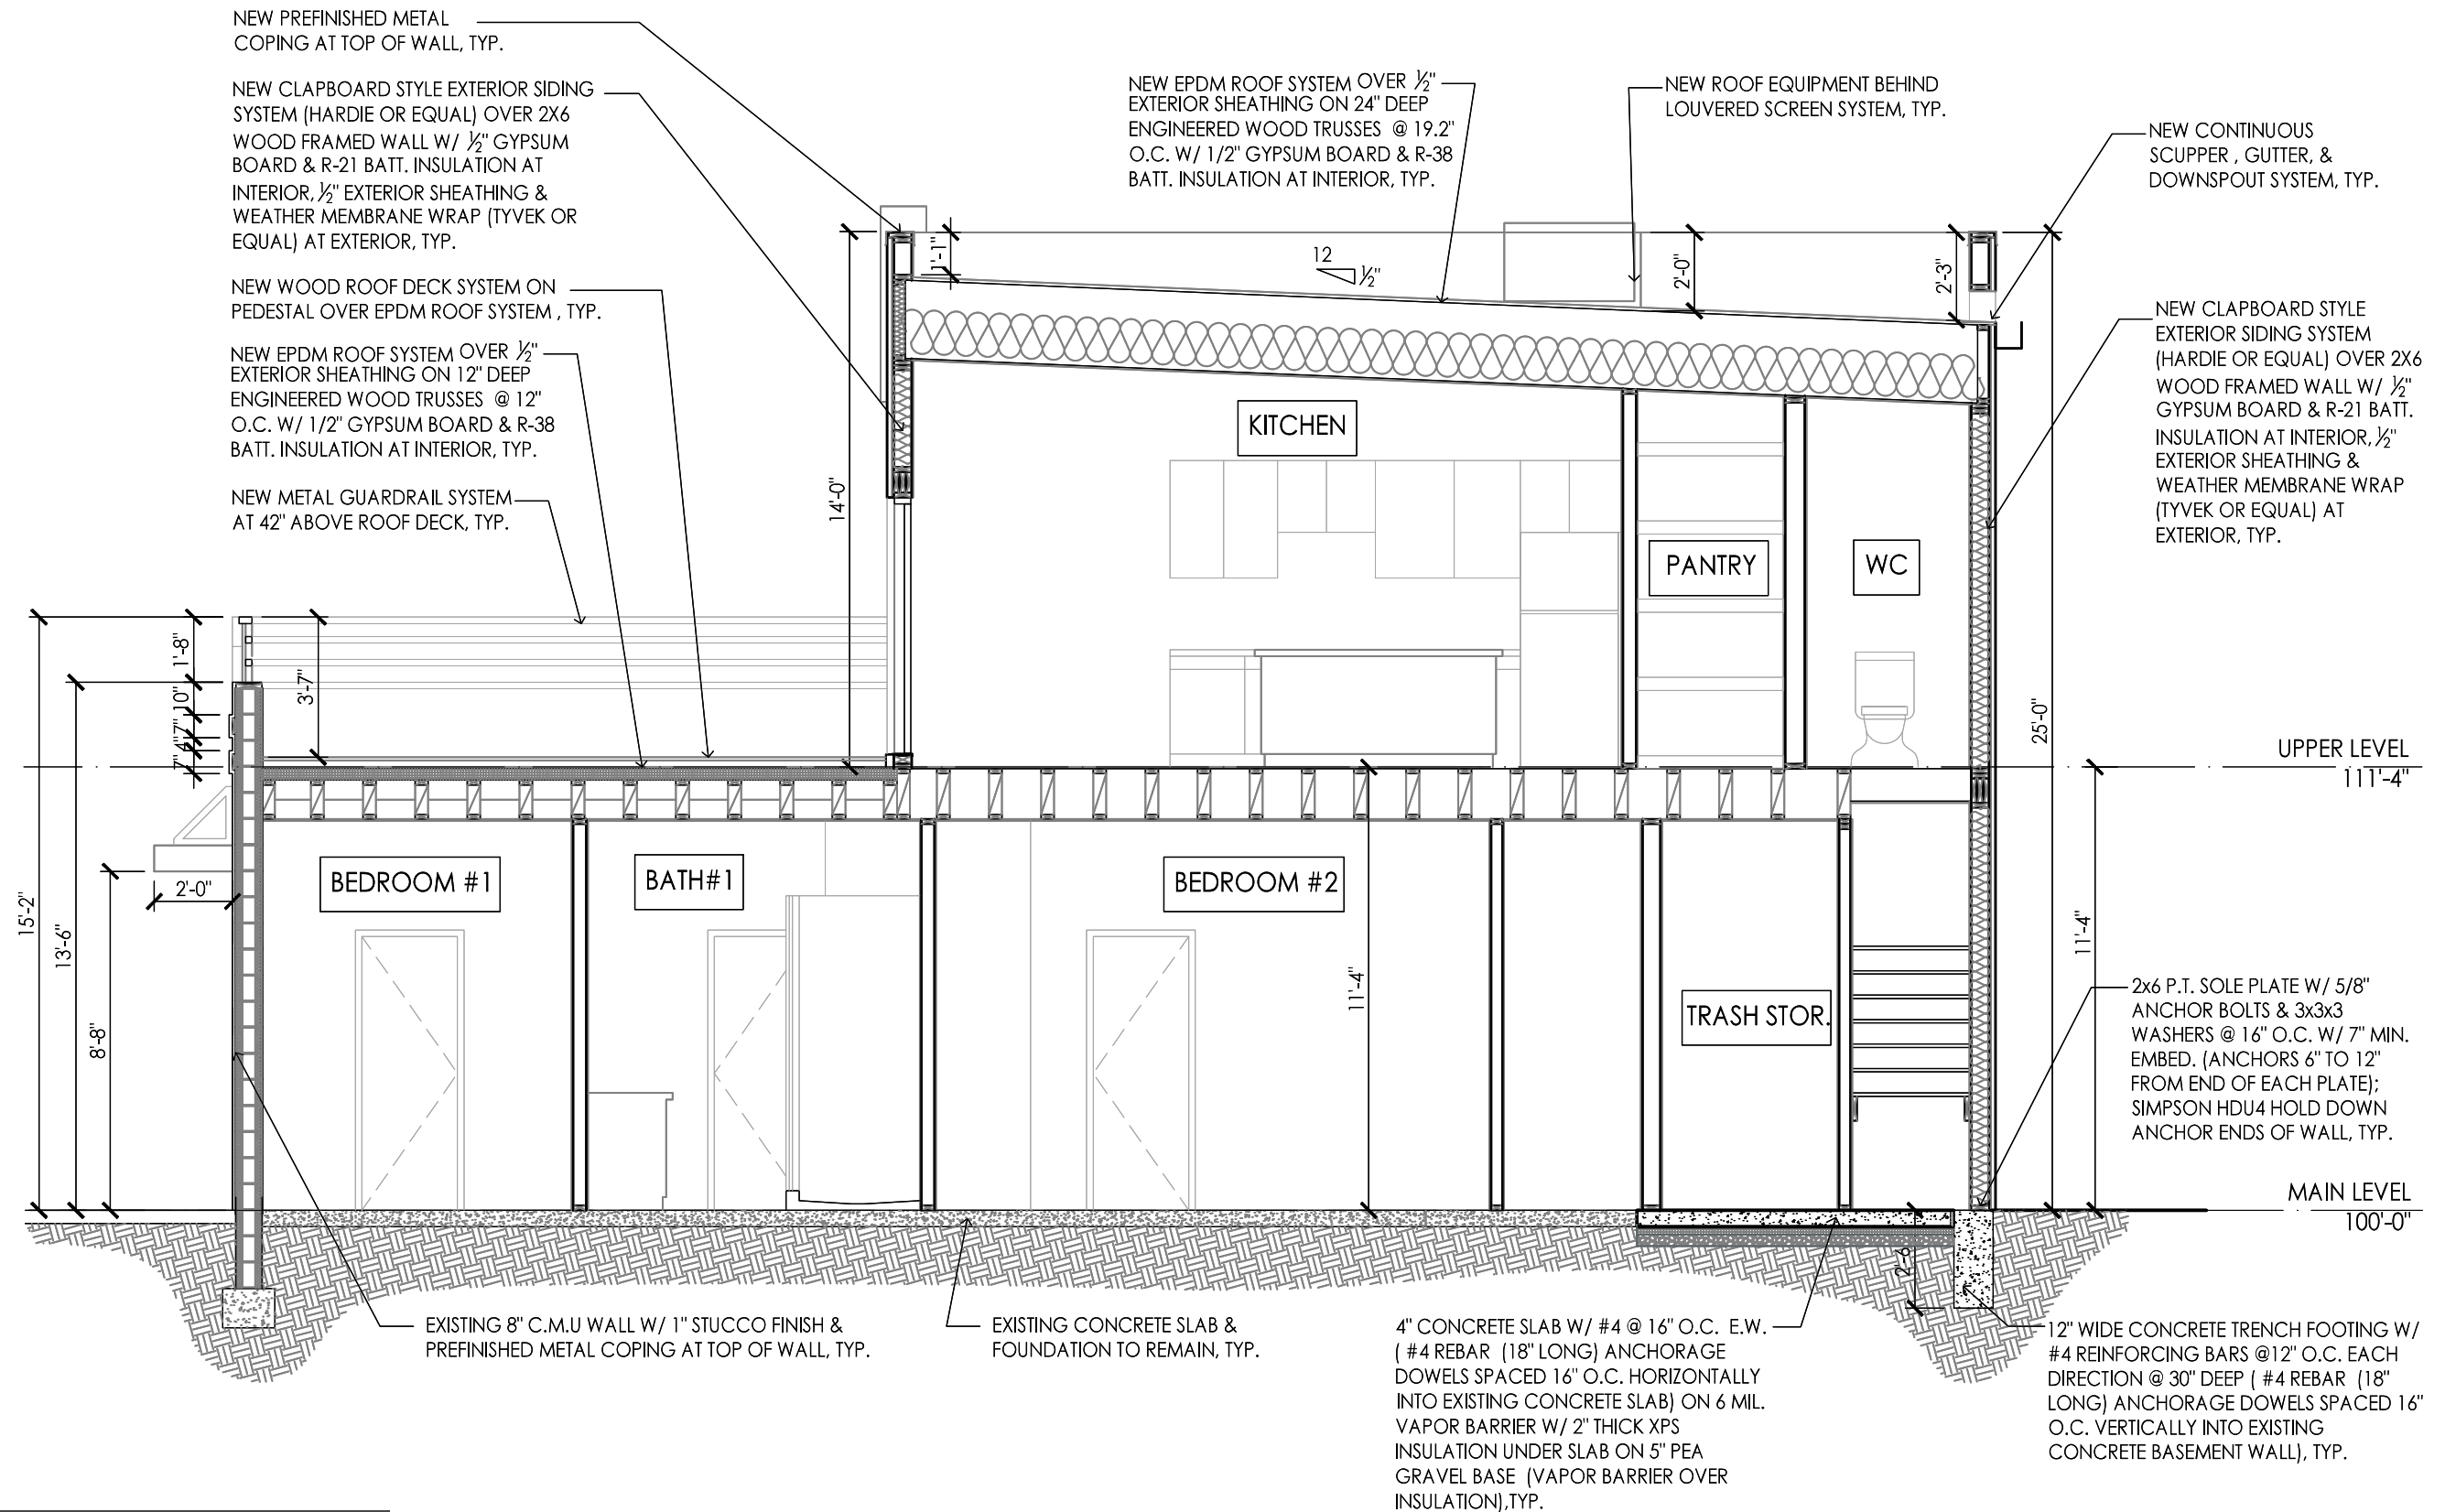 NEW PREFINISHED METAL
COPING AT TOP OF WALL, TYP.
NEW CLAPBOARD STYLE EXTERIOR SIDING
SYSTEM (HARDIE OR EQUAL) OVER 2X6
WOOD FRAMED WALL W/ ½" GYPSUM
BOARD & R-21 BATT. INSULATION AT
INTERIOR, ½" EXTERIOR SHEATHING &
WEATHER MEMBRANE WRAP (TYVEK OR
EQUAL) AT EXTERIOR, TYP.
NEW WOOD ROOF DECK SYSTEM ON
PEDESTAL OVER EPDM ROOF SYSTEM , TYP.
NEW EPDM ROOF SYSTEM OVER ½"
EXTERIOR SHEATHING ON 12" DEEP
ENGINEERED WOOD TRUSSES @ 12"
O.C. W/ 1/2" GYPSUM BOARD & R-38
BATT. INSULATION AT INTERIOR, TYP.
NEW METAL GUARDRAIL SYSTEM
AT 42" ABOVE ROOF DECK, TYP.
NEW EPDM ROOF SYSTEM OVER ½"
EXTERIOR SHEATHING ON 24" DEEP
ENGINEERED WOOD TRUSSES @ 19.2"
O.C. W/ 1/2" GYPSUM BOARD & R-38
BATT. INSULATION AT INTERIOR, TYP.
NEW ROOF EQUIPMENT BEHIND
LOUVERED SCREEN SYSTEM, TYP.
NEW CONTINUOUS
SCUPPER , GUTTER, &
DOWNSPOUT SYSTEM, TYP.
NEW CLAPBOARD STYLE
EXTERIOR SIDING SYSTEM
(HARDIE OR EQUAL) OVER 2X6
WOOD FRAMED WALL W/ ½"
GYPSUM BOARD & R-21 BATT.
INSULATION AT INTERIOR, ½"
EXTERIOR SHEATHING &
WEATHER MEMBRANE WRAP
(TYVEK OR EQUAL) AT
EXTERIOR, TYP.
1'-1"
12
½"
2'-0"
2'-3"
14'-0"
25'-0"
KITCHEN
PANTRY
WC
1'-8"
10"
7"
4"
7"
3'-7"
15'-2"
13'-6"
8'-8"
2'-0"
UPPER LEVEL
111'-4"
BEDROOM #1
BATH#1
BEDROOM #2
TRASH STOR.
11'-4"
11'-4"
2x6 P.T. SOLE PLATE W/ 5/8"
ANCHOR BOLTS & 3x3x3
WASHERS @ 16" O.C. W/ 7" MIN.
EMBED. (ANCHORS 6" TO 12"
FROM END OF EACH PLATE);
SIMPSON HDU4 HOLD DOWN
ANCHOR ENDS OF WALL, TYP.
MAIN LEVEL
100'-0"
2'-6
EXISTING 8" C.M.U WALL W/ 1" STUCCO FINISH &
PREFINISHED METAL COPING AT TOP OF WALL, TYP.
EXISTING CONCRETE SLAB &
FOUNDATION TO REMAIN, TYP.
4" CONCRETE SLAB W/ #4 @ 16" O.C. E.W.
( #4 REBAR (18" LONG) ANCHORAGE
DOWELS SPACED 16" O.C. HORIZONTALLY
INTO EXISTING CONCRETE SLAB) ON 6 MIL.
VAPOR BARRIER W/ 2" THICK XPS
INSULATION UNDER SLAB ON 5" PEA
GRAVEL BASE (VAPOR BARRIER OVER
INSULATION),TYP.
12" WIDE CONCRETE TRENCH FOOTING W/
#4 REINFORCING BARS @12" O.C. EACH
DIRECTION @ 30" DEEP ( #4 REBAR (18"
LONG) ANCHORAGE DOWELS SPACED 16"
O.C. VERTICALLY INTO EXISTING
CONCRETE BASEMENT WALL), TYP.